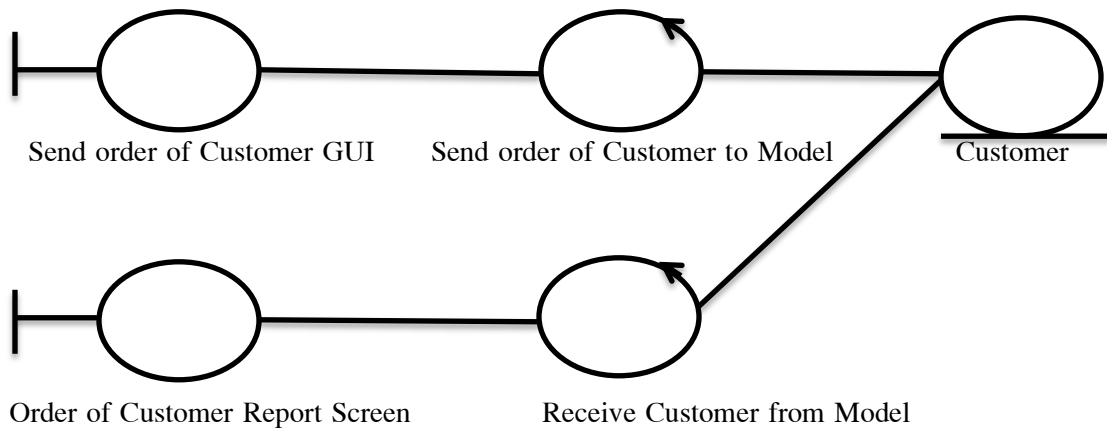 Send order of Customer GUI
Send order of Customer to Model
Customer
Order of Customer Report Screen
Receive Customer from Model